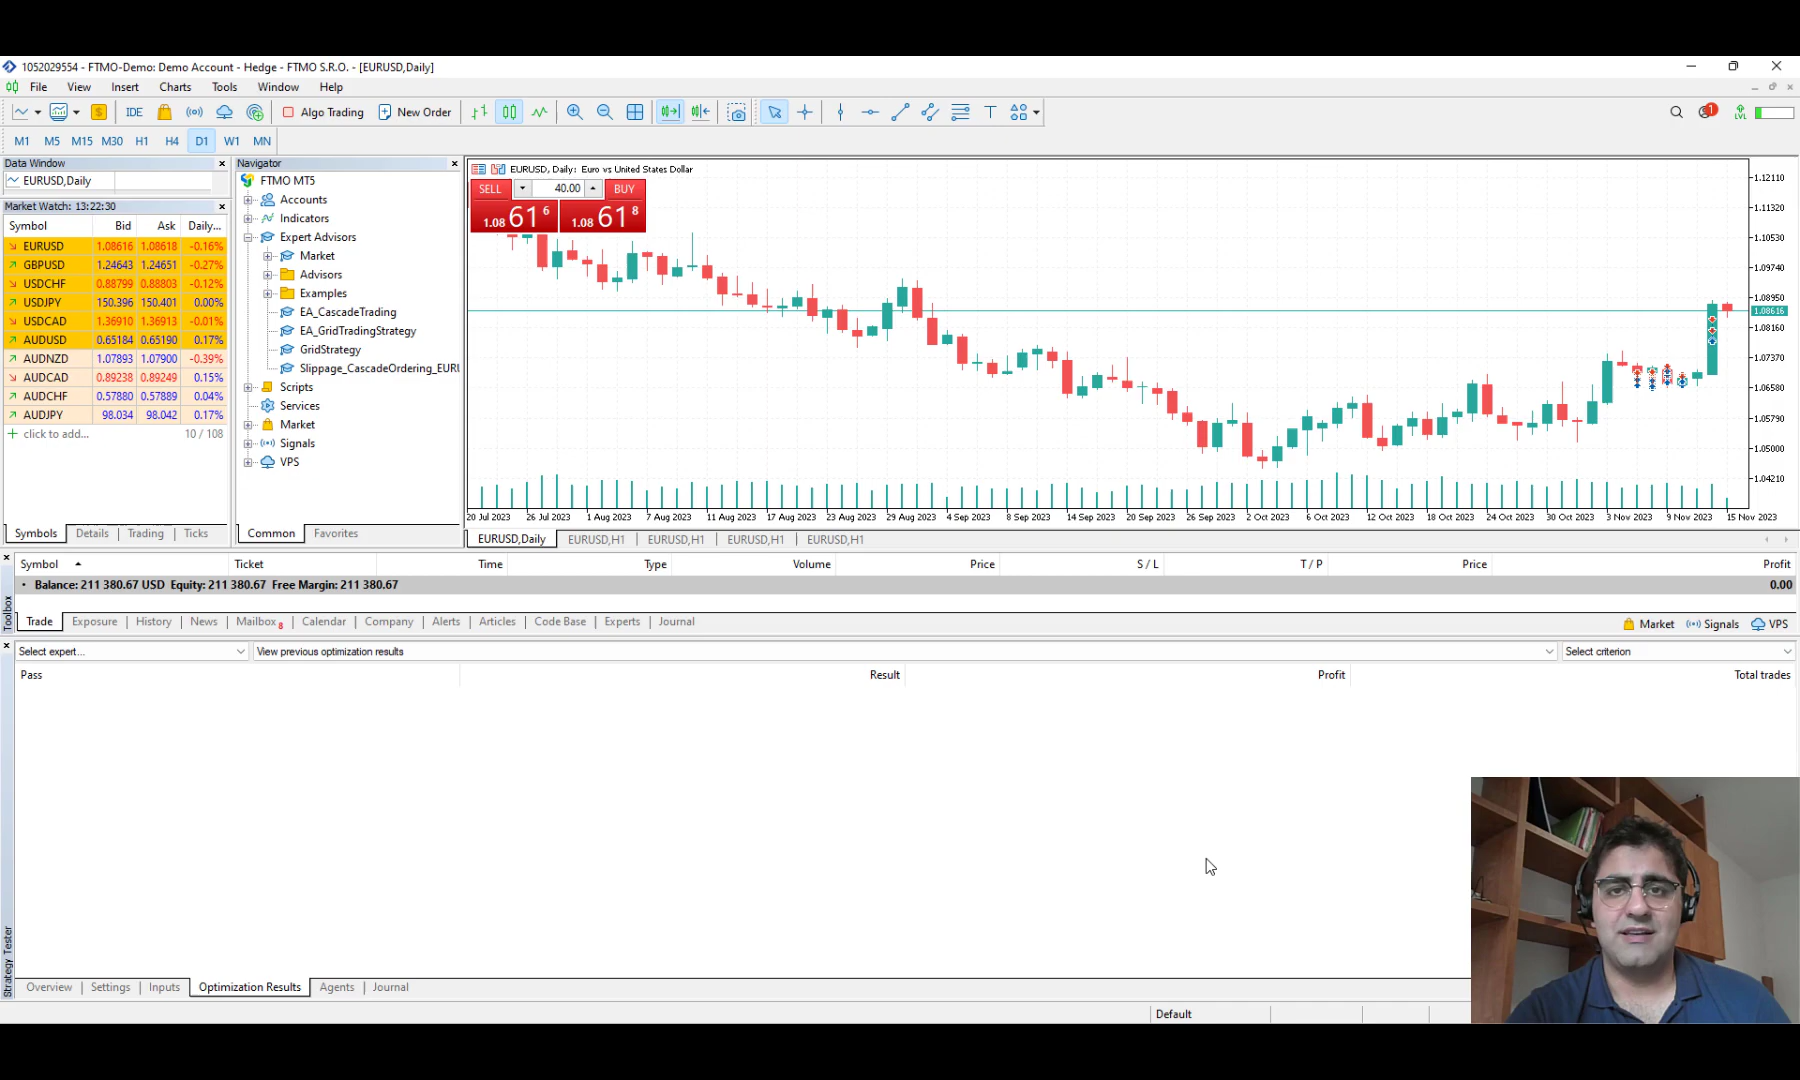 1052029554 - FTMO-Demo: Demo Account - Hedge - FTMO S.R.O. - [EURUSD,Daily]
File View Insert Charts Tools Window Help
IDE Algo Trading New Order T 1 LVL
M1 M5 M15 M30 H1 H4 D1 W1 MN
Data Window
EURUSD,Daily
Market Watch: 13:22:30
Symbol Bid Ask Daily...
EURUSD 1.08616 1.08618 -0.16%
GBPUSD 1.24643 1.24651 -0.27%
USDCHF 0.88799 0.88803 -0.12%
USDJPY 150.396 150.401 0.00%
USDCAD 1.36910 1.36913 -0.01%
AUDUSD 0.65184 0.65190 0.17%
AUDNZD 1.07893 1.07900 -0.39%
AUDCAD 0.89238 0.89249 0.15%
AUDCHF 0.57880 0.57889 0.04%
AUDJPY 98.034 98.042 0.17%
click to add... 10 / 108
Symbols Details Trading Ticks
Navigator
FTMO MT5
Accounts
Indicators
Expert Advisors
Market
Advisors
Examples
EA_CascadeTrading
EA_GridTradingStrategy
GridStrategy
Slippage_CascadeOrdering_EURU
Scripts
Services
Market
Signals
VPS
Common Favorites
EURUSD, Daily: Euro vs United States Dollar
SELL 40.00 BUY
1.08 61 6 1.08 61 8
1.12110
1.11320
1.10530
1.09740
1.08950
1.08616
1.08160
1.07370
1.06580
1.05790
1.05000
1.04210
20 Jul 2023 26 Jul 2023 1 Aug 2023 7 Aug 2023 11 Aug 2023 17 Aug 2023 23 Aug 2023 29 Aug 2023 4 Sep 2023 8 Sep 2023 14 Sep 2023 20 Sep 2023 26 Sep 2023 2 Oct 2023 6 Oct 2023 12 Oct 2023 18 Oct 2023 24 Oct 2023 30 Oct 2023 3 Nov 2023 9 Nov 2023 15 Nov 2023
EURUSD,Daily EURUSD,H1 EURUSD,H1 EURUSD,H1 EURUSD,H1
Toolbox
Symbol Ticket Time Type Volume Price S / L T / P Price Profit
Balance: 211 380.67 USD Equity: 211 380.67 Free Margin: 211 380.67 0.00
Trade Exposure History News Mailbox 8 Calendar Company Alerts Articles Code Base Experts Journal
Market Signals VPS
Strategy Tester
Select expert... View previous optimization results Select criterion
Pass Result Profit Total trades
Overview Settings Inputs Optimization Results Agents Journal
Default